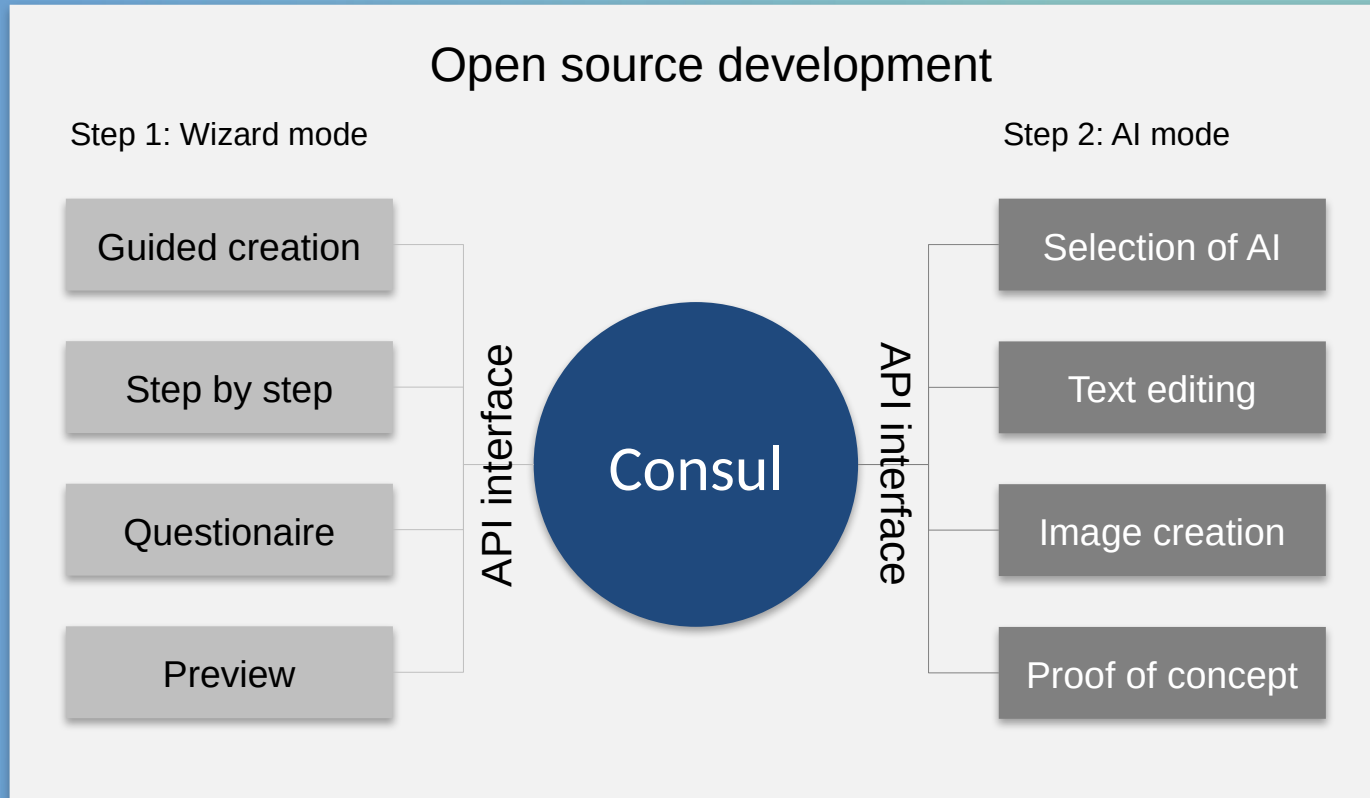 Open source development
Step 1: Wizard mode
Step 2: AI mode
Guided creation
Step by step
Questionaire
Preview
API interface
Consul
API interface
Selection of AI
Text editing
Image creation
Proof of concept